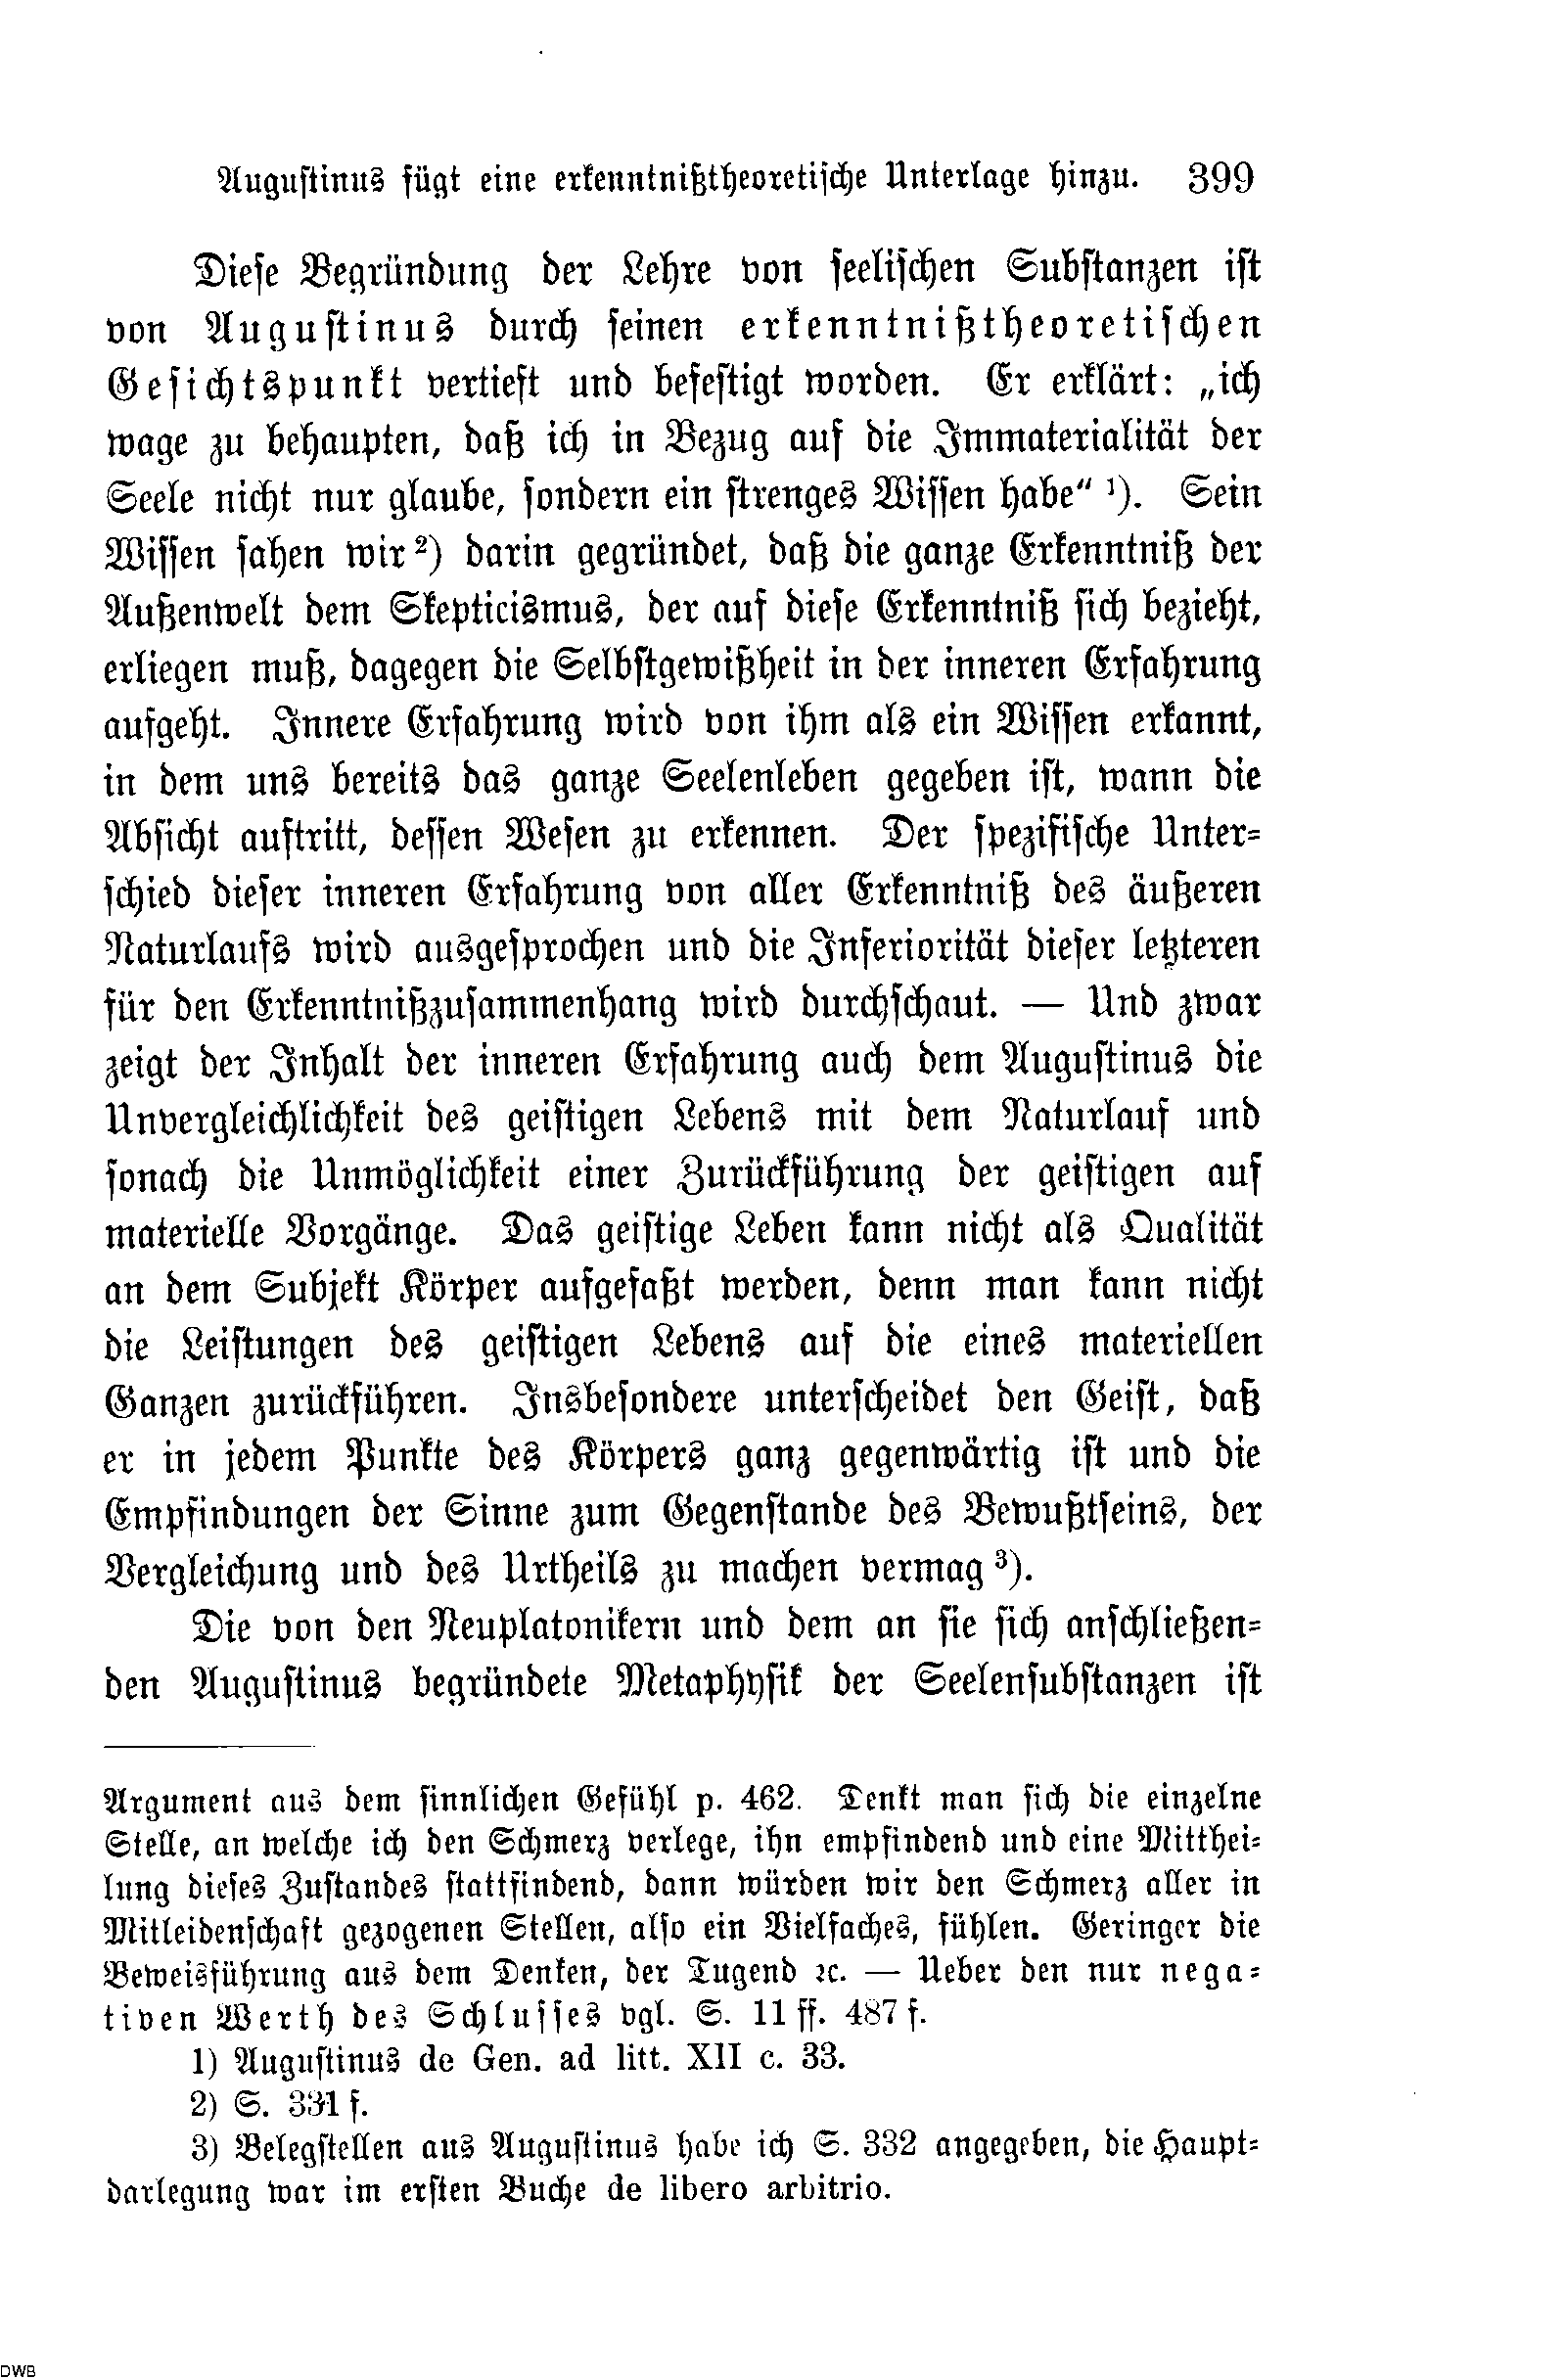 Augustinus fügt eine erkenntnißtheoretische Unterlage hinzu. 399
Diese Begründung der Lehre von seelischen Substanzen ist
von Augustinus durch seinen erkenntnißtheoretischen
Gesichtspunkt vertieft und befestigt worden. Er erklärt: „ich
wage zu behaupten, daß ich in Bezug auf die Immaterialität der
Seele nicht nur glaube, sondern ein strenges Wissen habe“ ¹). Sein
Wissen sahen wir ²) darin gegründet, daß die ganze Erkenntniß der
Außenwelt dem Skepticismus, der auf diese Erkenntniß sich bezieht,
erliegen muß, dagegen die Selbstgewißheit in der inneren Erfahrung
aufgeht. Innere Erfahrung wird von ihm als ein Wissen erkannt,
in dem uns bereits das ganze Seelenleben gegeben ist, wann die
Absicht auftritt, dessen Wesen zu erkennen. Der spezifische Unter-
schied dieser inneren Erfahrung von aller Erkenntniß des äußeren
Naturlaufs wird ausgesprochen und die Inferiorität dieser letzteren
für den Erkenntnißzusammenhang wird durchschaut. — Und zwar
zeigt der Inhalt der inneren Erfahrung auch dem Augustinus die
Unvergleichlichkeit des geistigen Lebens mit dem Naturlauf und
sonach die Unmöglichkeit einer Zurückführung der geistigen auf
materielle Vorgänge. Das geistige Leben kann nicht als Qualität
an dem Subjekt Körper aufgefaßt werden, denn man kann nicht
die Leistungen des geistigen Lebens auf die eines materiellen
Ganzen zurückführen. Insbesondere unterscheidet den Geist, daß
er in jedem Punkte des Körpers ganz gegenwärtig ist und die
Empfindungen der Sinne zum Gegenstande des Bewußtseins, der
Vergleichung und des Urtheils zu machen vermag ³).
Die von den Neuplatonikern und dem an sie sich anschließen-
den Augustinus begründete Metaphysik der Seelensubstanzen ist
Argument aus dem sinnlichen Gefühl p. 462. Denkt man sich die einzelne
Stelle, an welche ich den Schmerz verlege, ihn empfindend und eine Mitthei-
lung dieses Zustandes stattfindend, dann würden wir den Schmerz aller in
Mitleidenschaft gezogenen Stellen, also ein Vielfaches, fühlen. Geringer die
Beweisführung aus dem Denken, der Tugend ꝛc. — Ueber den nur nega-
tiven Werth des Schlusses vgl. S. 11 ff. 487 f.
1) Augustinus de Gen. ad litt. XII c. 33.
2) S. 331 f.
3) Belegstellen aus Augustinus habe ich S. 332 angegeben, die Haupt-
darlegung war im ersten Buche de libero arbitrio.
DWB